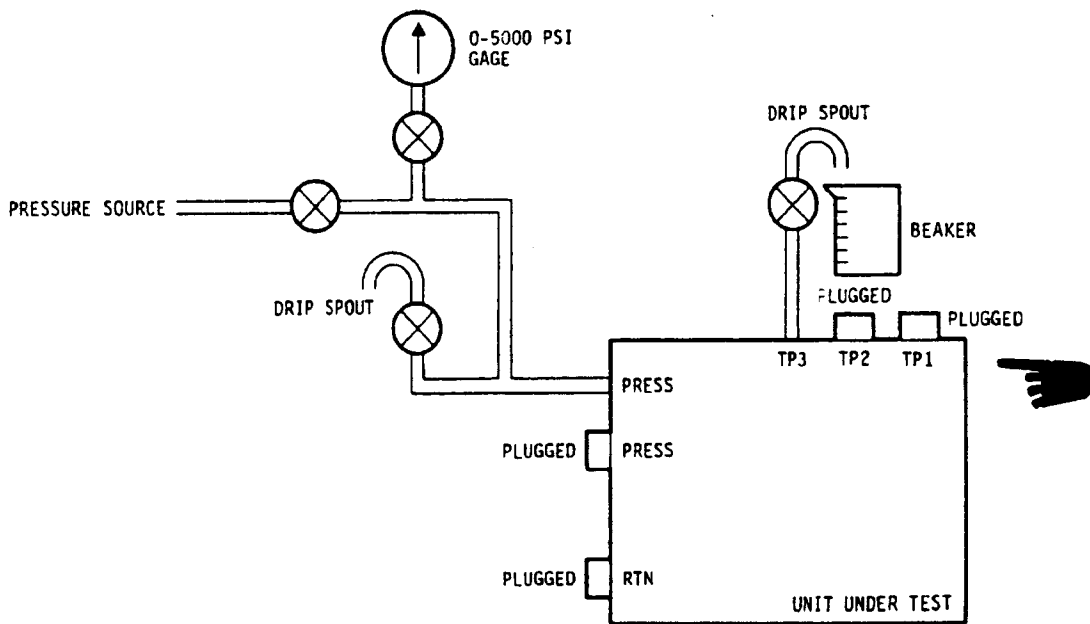 0-5000 PSI
GAGE
DRIP SPOUT
PRESSURE SOURCE
BEAKER
DRIP SPOUT
PLUGGED
PLUGGED
TP3
TP2
TP1
PRESS
PLUGGED
PRESS
PLUGGED
RTN
UNIT UNDER TEST